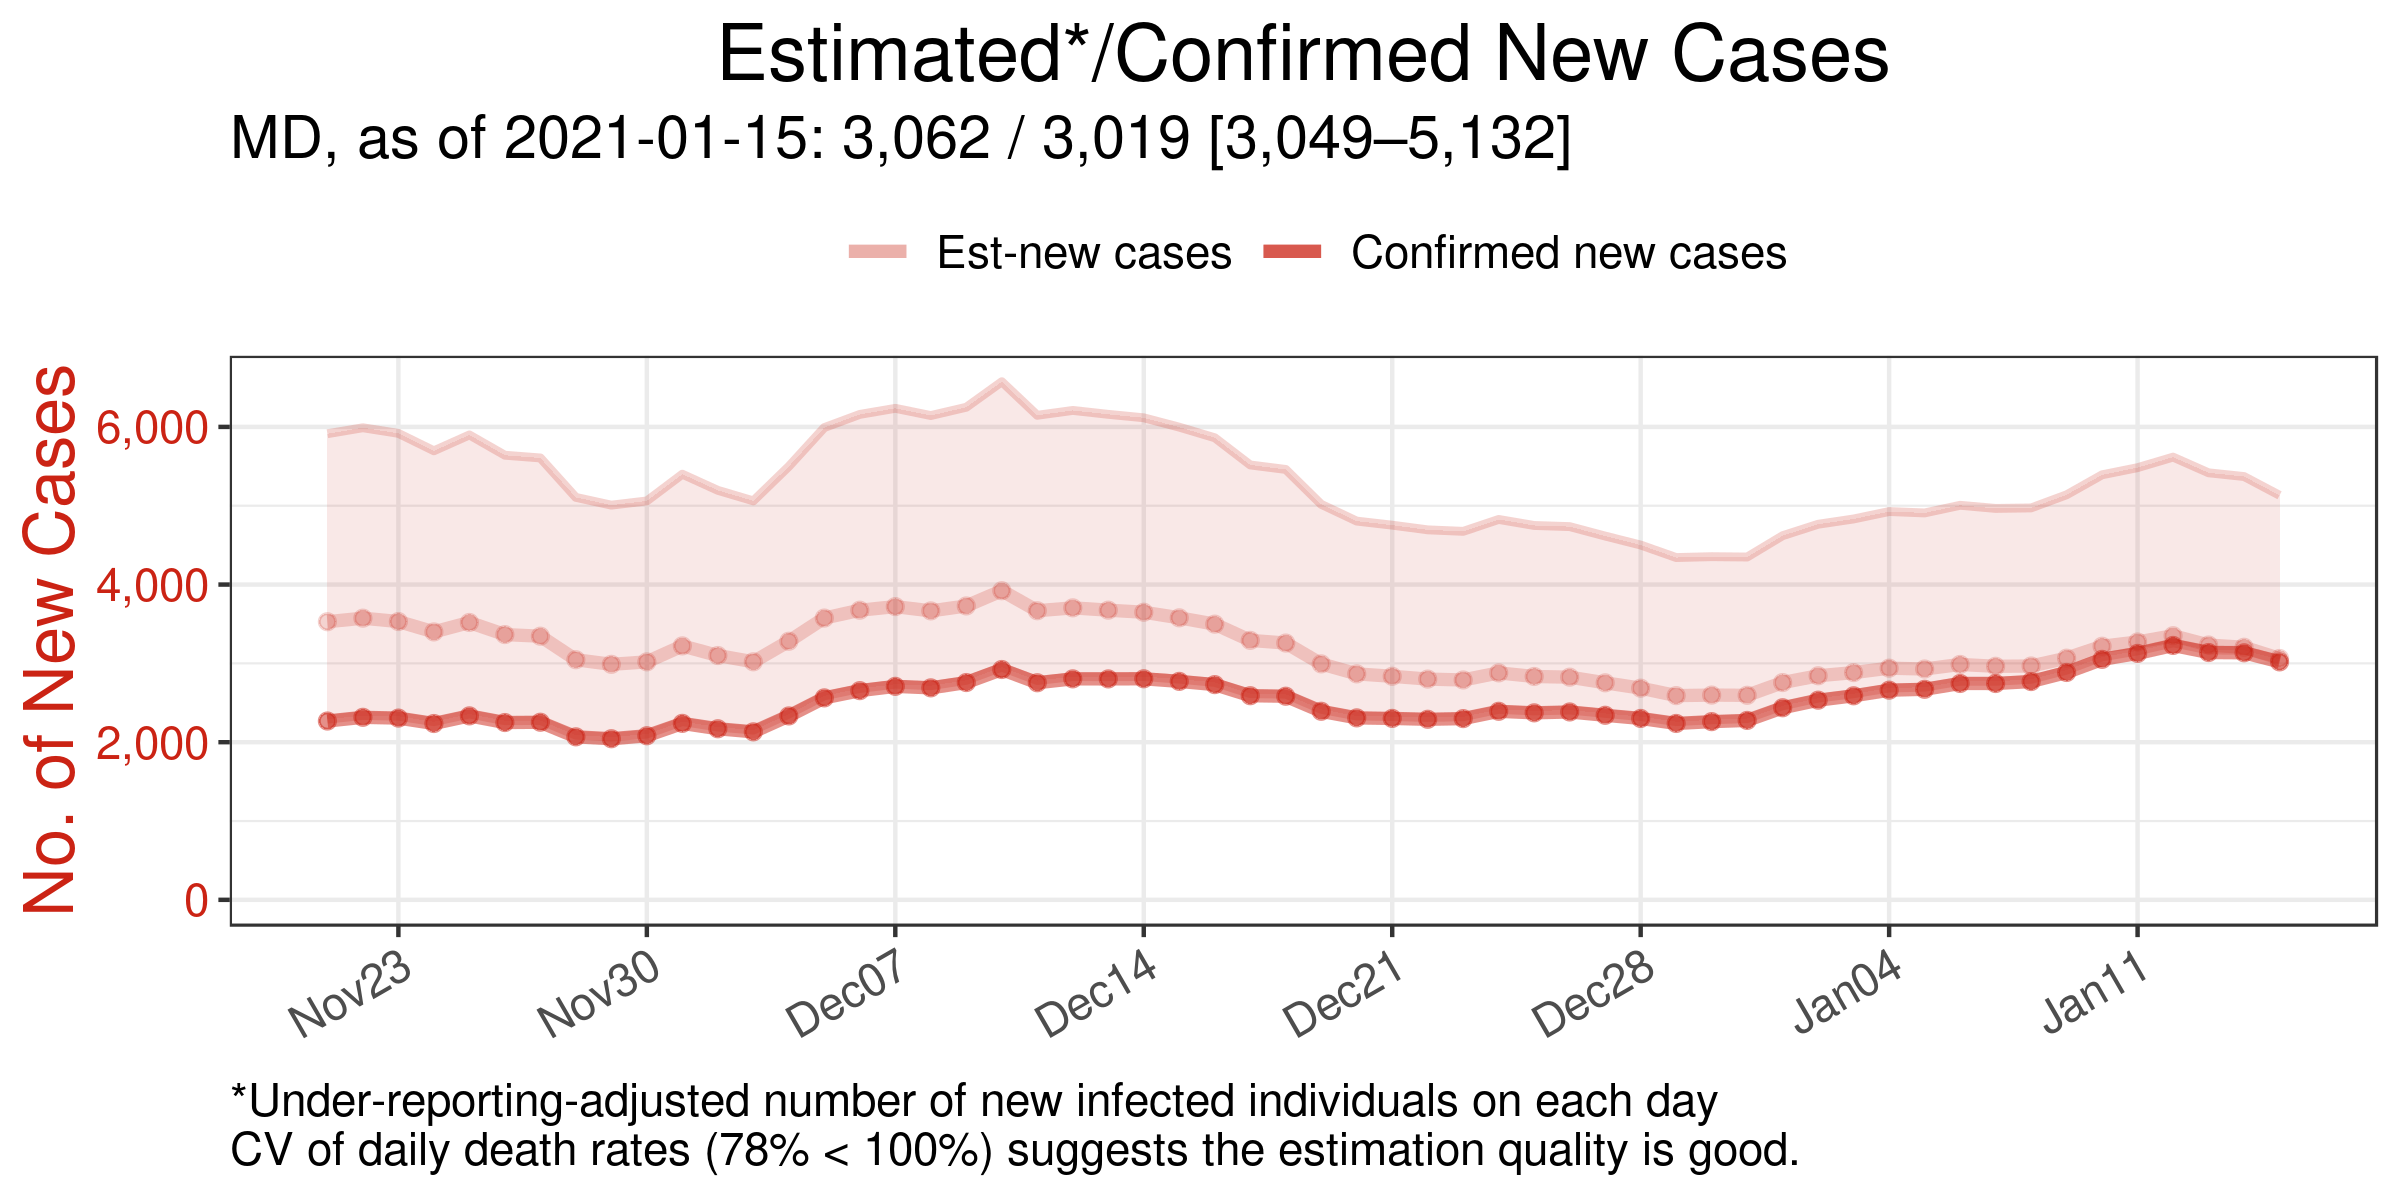 Estimated*/Confirmed New Cases
MD, as of 2021-01-15: 3,062 / 3,019 [3,049–5,132]
Est-new cases
Confirmed new cases
No. of New Cases
6,000
4,000
2,000
0
Nov23
Nov30
Dec07
Dec14
Dec21
Dec28
Jan04
Jan11
*Under-reporting-adjusted number of new infected individuals on each day
CV of daily death rates (78% < 100%) suggests the estimation quality is good.